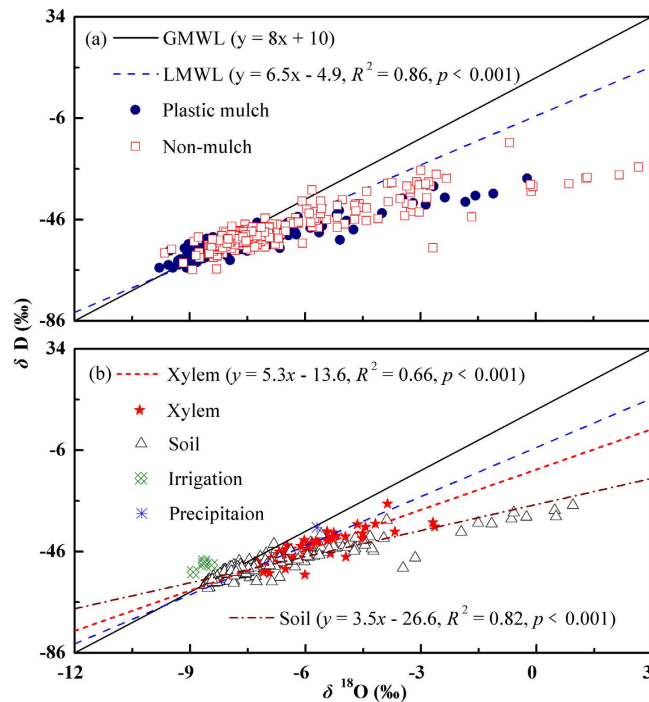 34
(a)
GMWL (y = 8x + 10)
LMWL (y = 6.5x - 4.9, R² = 0.86, p < 0.001)
-6
Plastic mulch
Non-mulch
-46
-86
δ D (‰)
34
(b)
Xylem (y = 5.3x - 13.6, R² = 0.66, p < 0.001)
Xylem
-6
Soil
Irrigation
Precipitaion
-46
Soil (y = 3.5x - 26.6, R² = 0.82, p < 0.001)
-86
-12 -9 -6 -3 0 3
δ ¹⁸O (‰)